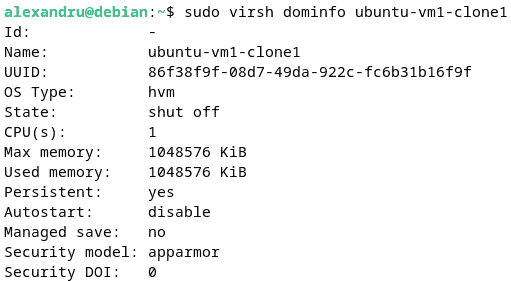 alexandru@debian:~$ sudo virsh dominfo ubuntu-vm1-clone1
Id:             -
Name:           ubuntu-vm1-clone1
UUID:           86f38f9f-08d7-49da-922c-fc6b31b16f9f
OS Type:        hvm
State:          shut off
CPU(s):         1
Max memory:     1048576 KiB
Used memory:    1048576 KiB
Persistent:     yes
Autostart:      disable
Managed save:   no
Security model: apparmor
Security DOI:   0